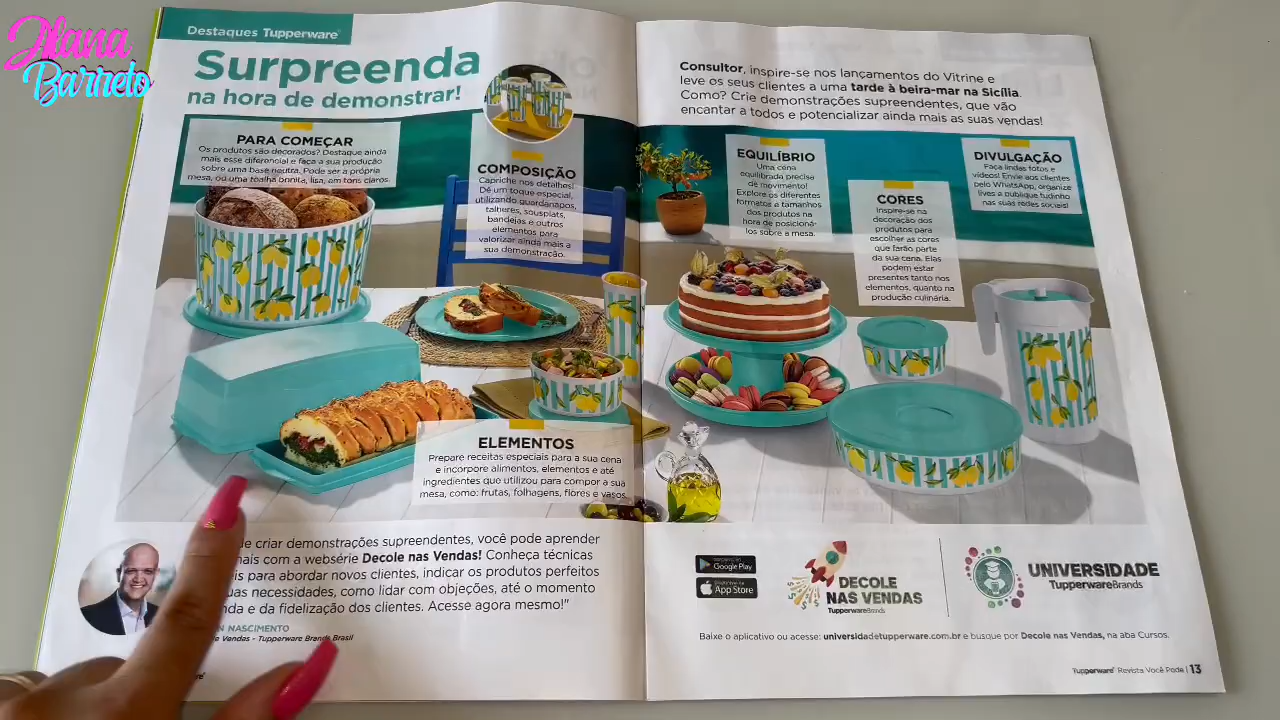 Ilana
Barreto
Destaques Tupperware
Surpreenda
na hora de demonstrar!
PARA COMEÇAR
Os produtos são decorados? Destaque ainda
mais esse diferencial e faça a sua produção
sobre uma base neutra. Pode ser a própria
mesa, ou uma toalha bonita, lisa, em tons claros.
COMPOSIÇÃO
Capriche nos detalhes!
Dê um toque especial,
utilizando guardanapos,
talheres, sousplats,
bandejas e outros
elementos para
valorizar ainda mais a
sua demonstração.
ELEMENTOS
Prepare receitas especiais para a sua cena
e incorpore alimentos, elementos e até
ingredientes que utilizou para compor a sua
mesa, como: frutas, folhagens, flores e vasos.
de criar demonstrações supreendentes, você pode aprender
mais com a websérie Decole nas Vendas! Conheça técnicas
para abordar novos clientes, indicar os produtos perfeitos
suas necessidades, como lidar com objeções, até o momento
e da fidelização dos clientes. Acesse agora mesmo!"
NASCIMENTO
Vendas - Tupperware Brands Brasil
Consultor, inspire-se nos lançamentos do Vitrine e
leve os seus clientes a uma tarde à beira-mar na Sicília.
Como? Crie demonstrações supreendentes, que vão
encantar a todos e potencializar ainda mais as suas vendas!
EQUILÍBRIO
Uma cena
equilibrada precisa
de movimento!
Explore os diferentes
formatos e tamanhos
dos produtos na
hora de posicioná-
los sobre a mesa.
CORES
Inspire-se na
decoração dos
produtos para
escolher as cores
que farão parte
da sua cena. Elas
podem estar
presentes tanto nos
elementos, quanto na
produção culinária.
DIVULGAÇÃO
Faça lindas fotos e
vídeos! Envie aos clientes
pelo WhatsApp, organize
lives e publique tudinho
nas suas redes sociais!
Google Play
App Store
DECOLE
NAS VENDAS
TupperwareBrands
UNIVERSIDADE
TupperwareBrands
Baixe o aplicativo ou acesse: universidadetupperware.com.br e busque por Decole nas Vendas, na aba Cursos.
Tupperware Revista Você Pode | 13